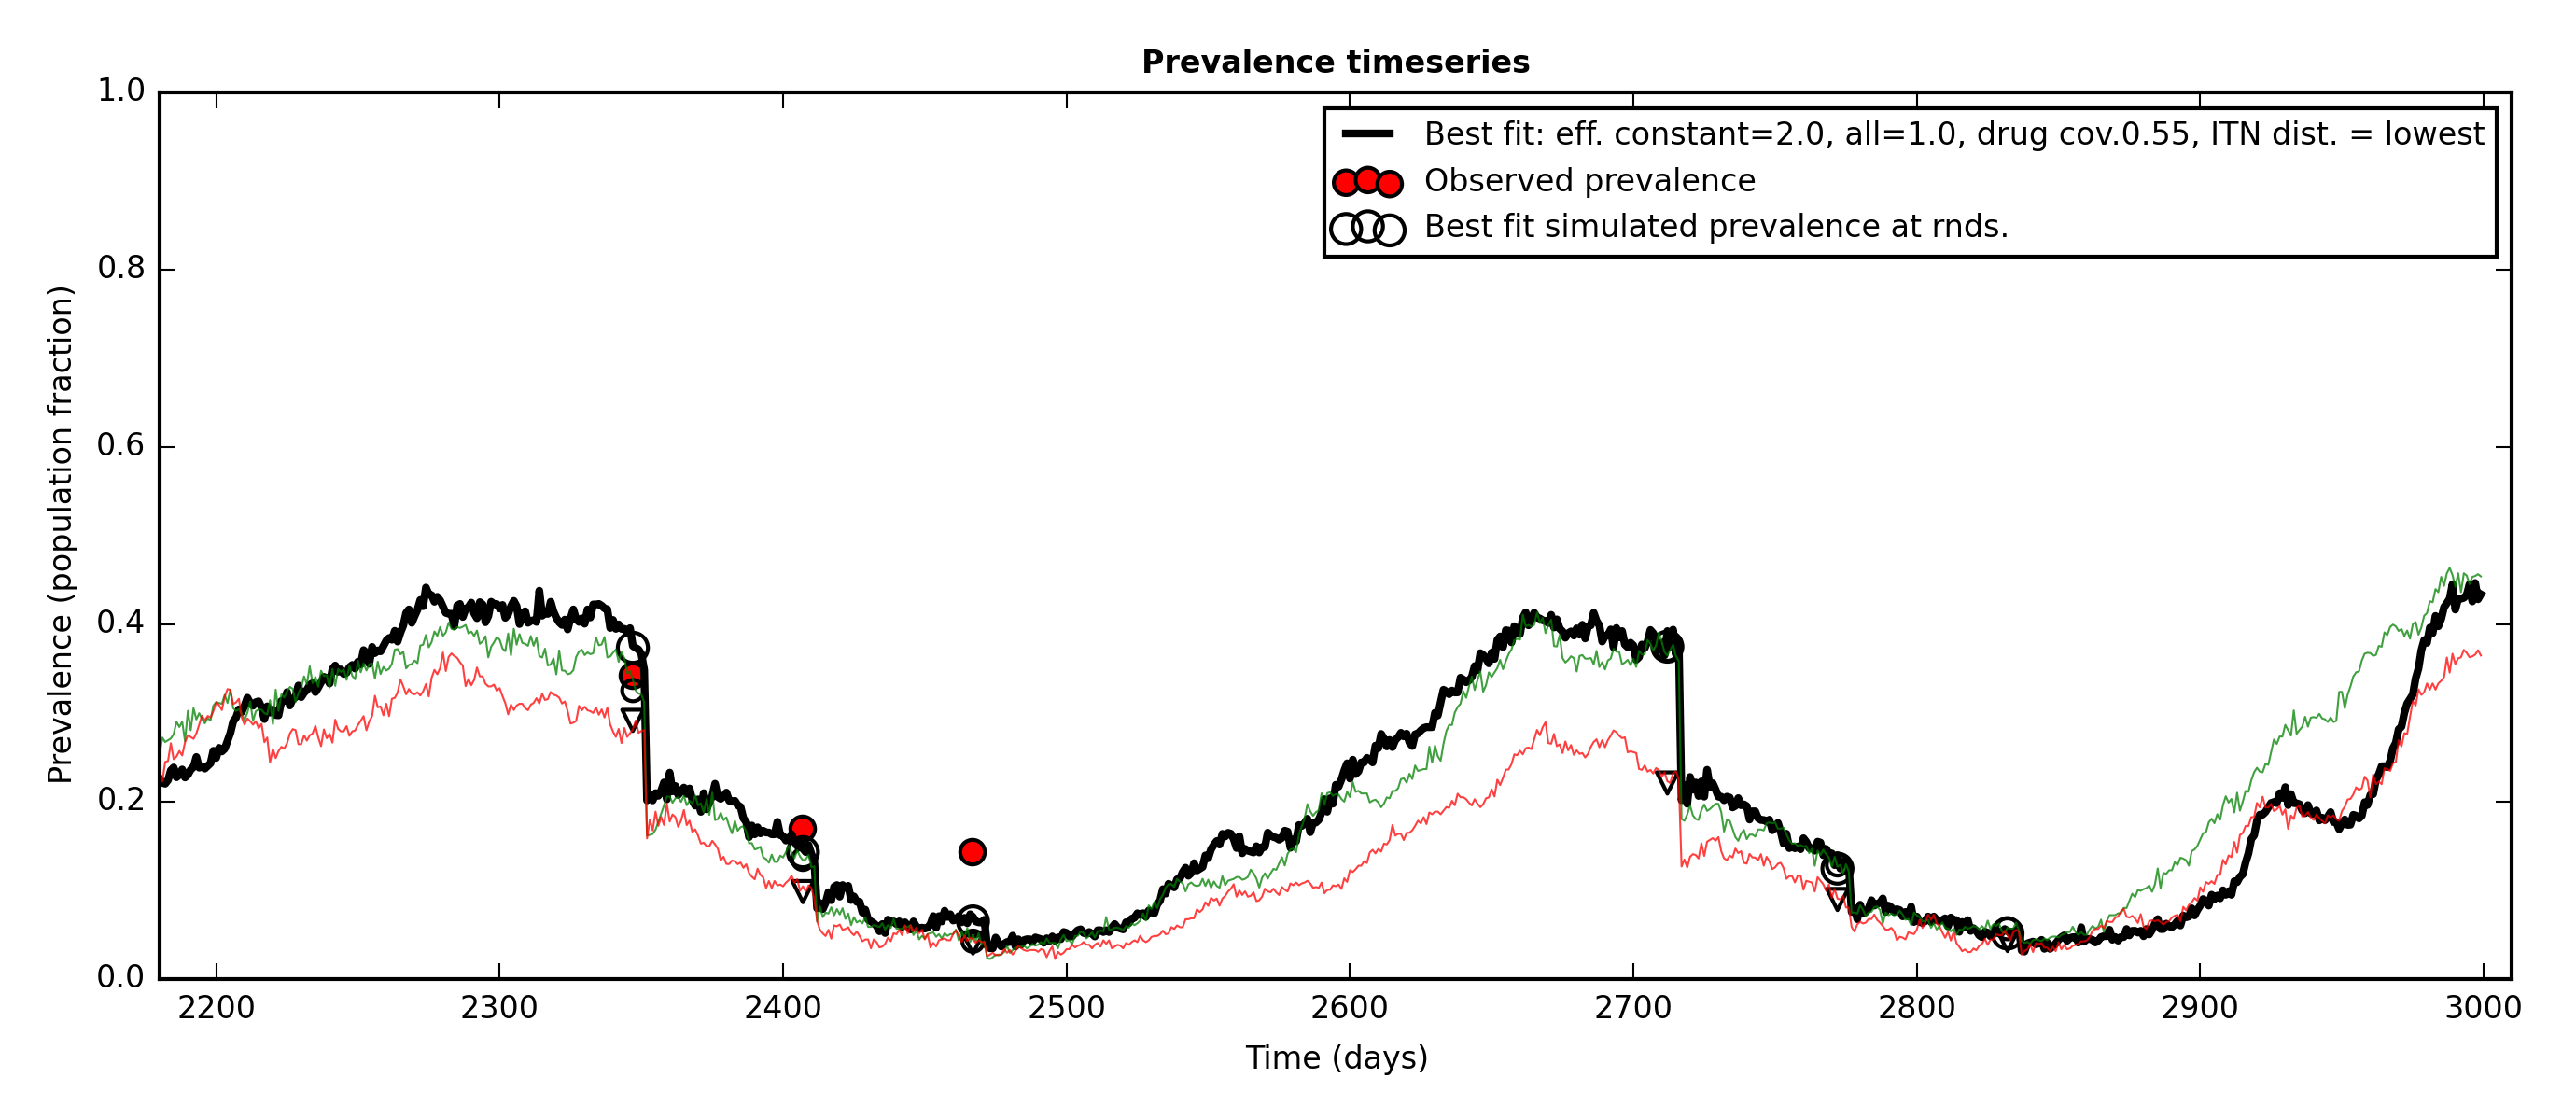 Prevalence timeseries
1.0
0.8
0.6
0.4
0.2
0.0
Prevalence (population fraction)
Best fit: eff. constant=2.0, all=1.0, drug cov.0.55, ITN dist. = lowest
Observed prevalence
Best fit simulated prevalence at rnds.
2200 2300 2400 2500 2600 2700 2800 2900 3000
Time (days)